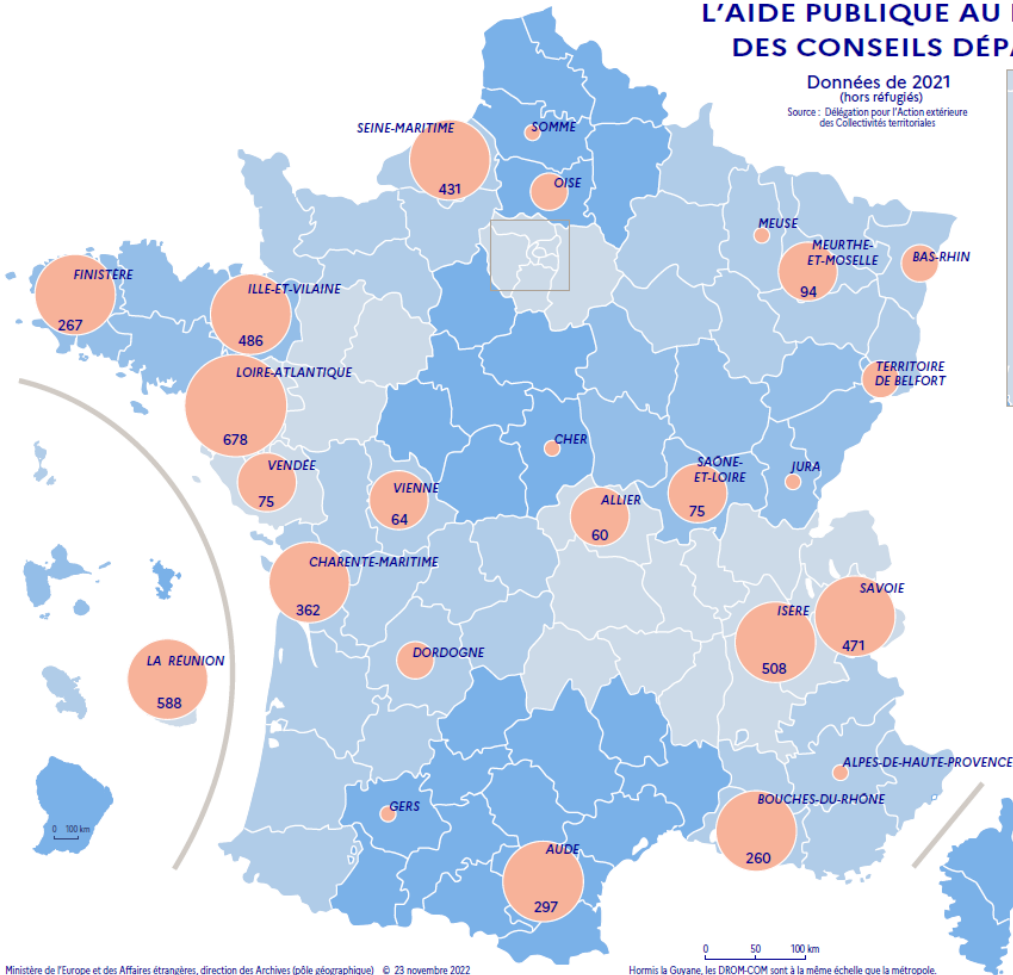 L'AIDE PUBLIQUE AU
DES CONSEILS DÉPA
Données de 2021
(hors réfugiés)
Source : Délégation pour l'Action extérieure
des Collectivités territoriales
SEINE-MARITIME
431
SOMME
OISE
MEUSE
MEURTHE-
ET-MOSELLE
94
BAS-RHIN
FINISTÈRE
267
ILLE-ET-VILAINE
486
LOIRE-ATLANTIQUE
678
TERRITOIRE
DE BELFORT
VENDÉE
75
VIENNE
64
CHER
ALLIER
60
SAÔNE-
ET-LOIRE
75
JURA
CHARENTE-MARITIME
362
SAVOIE
471
ISÈRE
508
DORDOGNE
LA RÉUNION
588
ALPES-DE-HAUTE-PROVENCE
BOUCHES-DU-RHÔNE
260
GERS
AUDE
297
0 100 km
0 50 100 km
Ministère de l'Europe et des Affaires étrangères, direction des Archives (pôle géographique) © 23 novembre 2022
Hormis la Guyane, les DROM-COM sont à la même échelle que la métropole.